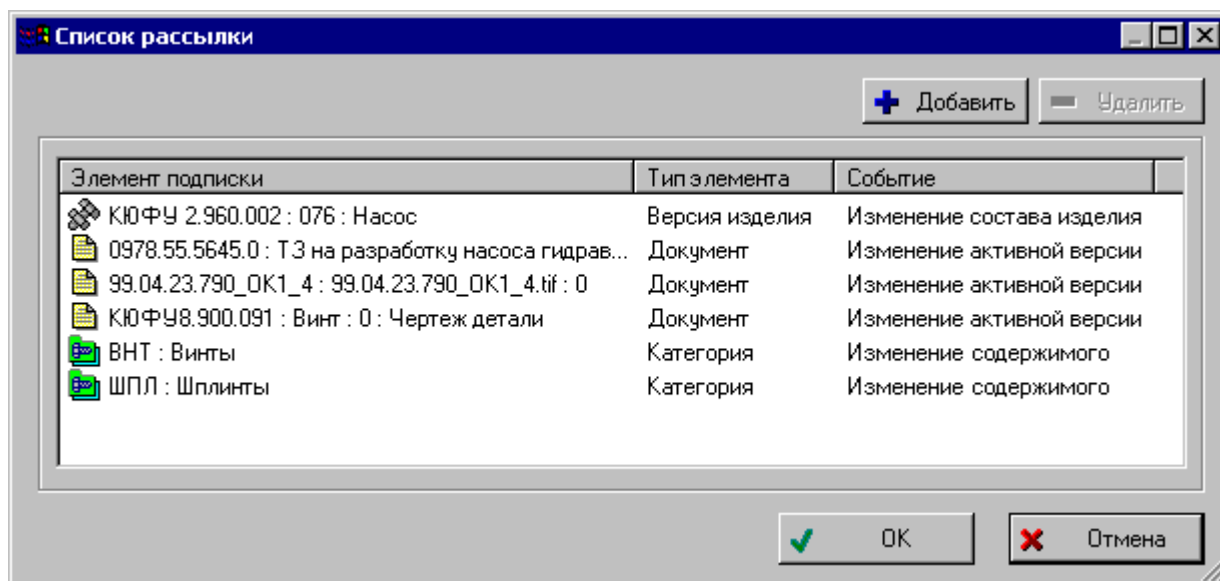 Список рассылки
Добавить Удалить
Элемент подписки Тип элемента Событие
КЮФУ 2.960.002 : 076 : Насос Версия изделия Изменение состава изделия
0978.55.5645.0 : ТЗ на разработку насоса гидрав... Документ Изменение активной версии
99.04.23.790_ОК1_4 : 99.04.23.790_ОК1_4.tif : 0 Документ Изменение активной версии
КЮФУ8.900.091 : Винт : 0 : Чертеж детали Документ Изменение активной версии
ВНТ : Винты Категория Изменение содержимого
ШПЛ : Шплинты Категория Изменение содержимого
OK Отмена